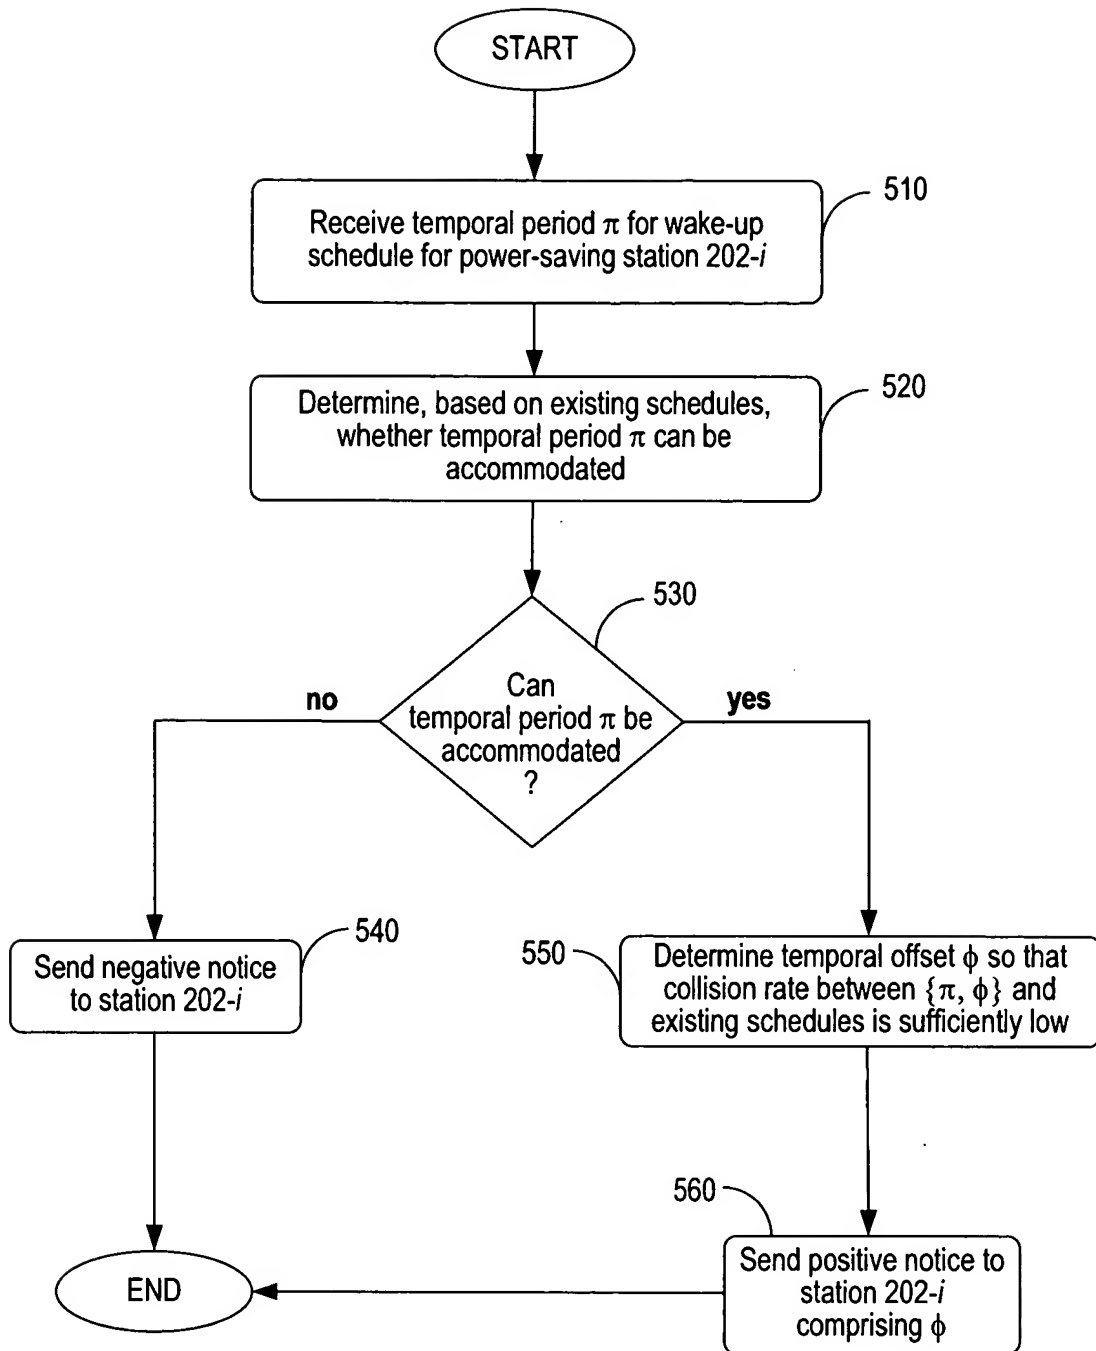 START
510
Receive temporal period π for wake-up
schedule for power-saving station 202-i
520
Determine, based on existing schedules,
whether temporal period π can be
accommodated
530
Can
temporal period π be
accommodated
?
no
yes
540
Send negative notice
to station 202-i
550
Determine temporal offset ϕ so that
collision rate between {π, ϕ} and
existing schedules is sufficiently low
560
Send positive notice to
station 202-i
comprising ϕ
END